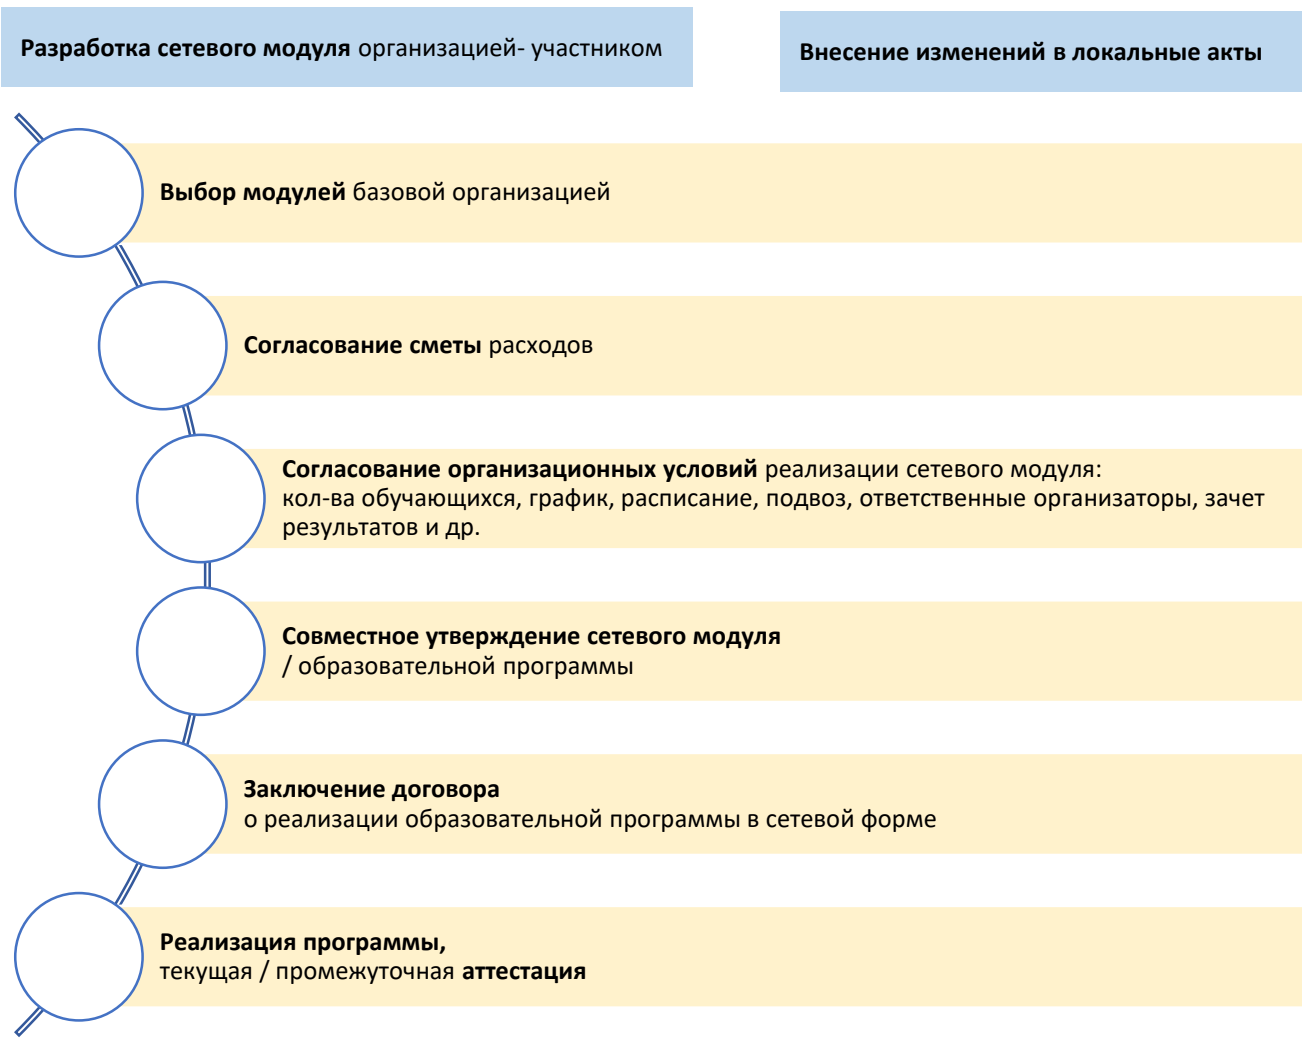 Разработка сетевого модуля организацией- участником
Внесение изменений в локальные акты
Выбор модулей базовой организацией
Согласование сметы расходов
Согласование организационных условий реализации сетевого модуля:
кол-ва обучающихся, график, расписание, подвоз, ответственные организаторы, зачет
результатов и др.
Совместное утверждение сетевого модуля
/ образовательной программы
Заключение договора
о реализации образовательной программы в сетевой форме
Реализация программы,
текущая / промежуточная аттестация